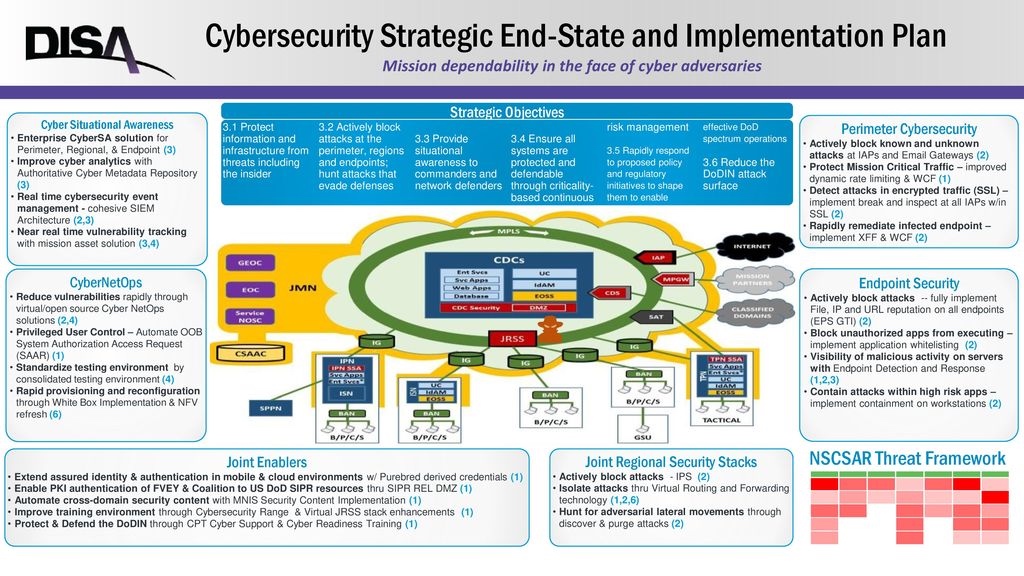 DISA
Cybersecurity Strategic End-State and Implementation Plan
Mission dependability in the face of cyber adversaries
Cyber Situational Awareness
• Enterprise CyberSA solution for
Perimeter, Regional, & Endpoint (3)
• Improve cyber analytics with
Authoritative Cyber Metadata Repository
(3)
• Real time cybersecurity event
management - cohesive SIEM
Architecture (2,3)
• Near real time vulnerability tracking
with mission asset solution (3,4)
CyberNetOps
• Reduce vulnerabilities rapidly through
virtual/open source Cyber NetOps
solutions (2,4)
• Privileged User Control – Automate OOB
System Authorization Access Request
(SAAR) (1)
• Standardize testing environment by
consolidated testing environment (4)
• Rapid provisioning and reconfiguration
through White Box Implementation & NFV
refresh (6)
Strategic Objectives
3.1 Protect
information and
infrastructure from
threats including
the insider
3.2 Actively block
attacks at the
perimeter, regions
and endpoints;
hunt attacks that
evade defenses
3.3 Provide
situational
awareness to
commanders and
network defenders
3.4 Ensure all
systems are
protected and
defendable
through criticality-
based continuous
risk management
3.5 Rapidly respond
to proposed policy
and regulatory
initiatives to shape
them to enable
effective DoD
spectrum operations
3.6 Reduce the
DoDIN attack
surface
MPLS
GEOC
EOC
Service
NOSC
JMN
CSAAC
CDCs
Ent Svcs
Svc Apps
Web Apps
Database
UC
IdAM
EOSS
CDC Security
DMZ
IAP
MPGW
CDS
SAT
INTERNET
MISSION
PARTNERS
CLASSIFIED
DOMAINS
JRSS
IG
IG
IG
IG
IG
IPN
IPN SSA
Svc Apps
Ent Svcs
ISN
BAN
B/P/C/S
SPPN
ISN
UC
IdAM
EOSS
BAN
B/P/C/S
BAN
B/P/C/S
BAN
B/P/C/S
GSU
TPN SSA
Svc Apps
Ent Svcs
UC
IdAM
EOSS
TACTICAL
Perimeter Cybersecurity
• Actively block known and unknown
attacks at IAPs and Email Gateways (2)
• Protect Mission Critical Traffic – improved
dynamic rate limiting & WCF (1)
• Detect attacks in encrypted traffic (SSL) –
implement break and inspect at all IAPs w/in
SSL (2)
• Rapidly remediate infected endpoint –
implement XFF & WCF (2)
Endpoint Security
• Actively block attacks -- fully implement
File, IP and URL reputation on all endpoints
(EPS GTI) (2)
• Block unauthorized apps from executing –
implement application whitelisting (2)
• Visibility of malicious activity on servers
with Endpoint Detection and Response
(1,2,3)
• Contain attacks within high risk apps –
implement containment on workstations (2)
Joint Enablers
• Extend assured identity & authentication in mobile & cloud environments w/ Purebred derived credentials (1)
• Enable PKI authentication of FVEY & Coalition to US DoD SIPR resources thru SIPR REL DMZ (1)
• Automate cross-domain security content with MNIS Security Content Implementation (1)
• Improve training environment through Cybersecurity Range & Virtual JRSS stack enhancements (1)
• Protect & Defend the DoDIN through CPT Cyber Support & Cyber Readiness Training (1)
Joint Regional Security Stacks
• Actively block attacks - IPS (2)
• Isolate attacks thru Virtual Routing and Forwarding
technology (1,2,6)
• Hunt for adversarial lateral movements through
discover & purge attacks (2)
NSCSAR Threat Framework